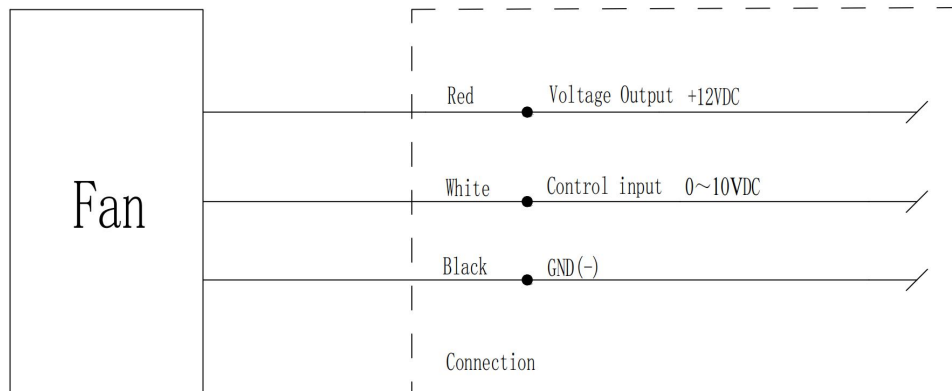 Fan
Red Voltage Output +12VDC
White Control input 0～10VDC
Black GND(-)
Connection